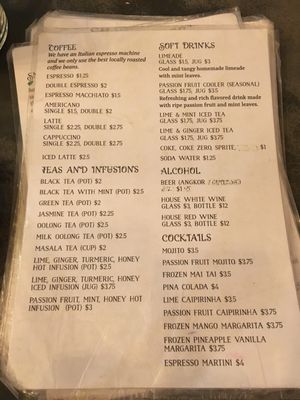 COFFEE
We have an Italian espresso machine
and we only use the best locally roasted
coffee beans.
ESPRESSO $1.25
DOUBLE ESPRESSO $2
ESPRESSO MACCHIATO $1.5
AMERICANO
SINGLE $1.5, DOUBLE $2
LATTE
SINGLE $2.25, DOUBLE $2.75
CAPPUCCINO
SINGLE $2.25, DOUBLE $2.75
ICED LATTE $2.5
TEAS AND INFUSIONS
BLACK TEA (POT) $2
BLACK TEA WITH MINT (POT) $2.5
GREEN TEA (POT) $2
JASMINE TEA (POT) $2.5
OOLONG TEA (POT) $2.5
MILK OOLONG TEA (POT) $2.5
MASALA TEA (CUP) $2
LIME, GINGER, TURMERIC, HONEY
HOT INFUSION (POT) $2.5
LIME, GINGER, TURMERIC, HONEY
ICED INFUSION (JUG) $3.75
PASSION FRUIT, MINT, HONEY HOT
INFUSION (POT) $3
SOFT DRINKS
LIMEADE
GLASS $1.5, JUG $3
Cool and tangy homemade limeade
with mint leaves.
PASSION FRUIT COOLER (SEASONAL)
GLASS $1.75, JUG $3.5
Refreshing and rich flavored drink made
with ripe passion fruit and mint leaves.
LIME & MINT ICED TEA
GLASS $1.75, JUG $3.75
LIME & GINGER ICED TEA
GLASS $1.75, JUG $3.75
COKE, COKE ZERO, SPRITE, $1
SODA WATER $1.25
ALCOHOL
BEER (ANGKOR
HOUSE WHITE WINE
GLASS $3, BOTTLE $12
HOUSE RED WINE
GLASS $3, BOTTLE $12
COCKTAILS
MOJITO $3.5
PASSION FRUIT MOJITO $3.75
FROZEN MAI TAI $3.5
PINA COLADA $4
LIME CAIPIRINHA $3.5
PASSION FRUIT CAIPIRINHA $3.75
FROZEN MANGO MARGARITA $3.75
FROZEN PINEAPPLE VANILLA
MARGARITA $3.75
ESPRESSO MARTINI $4